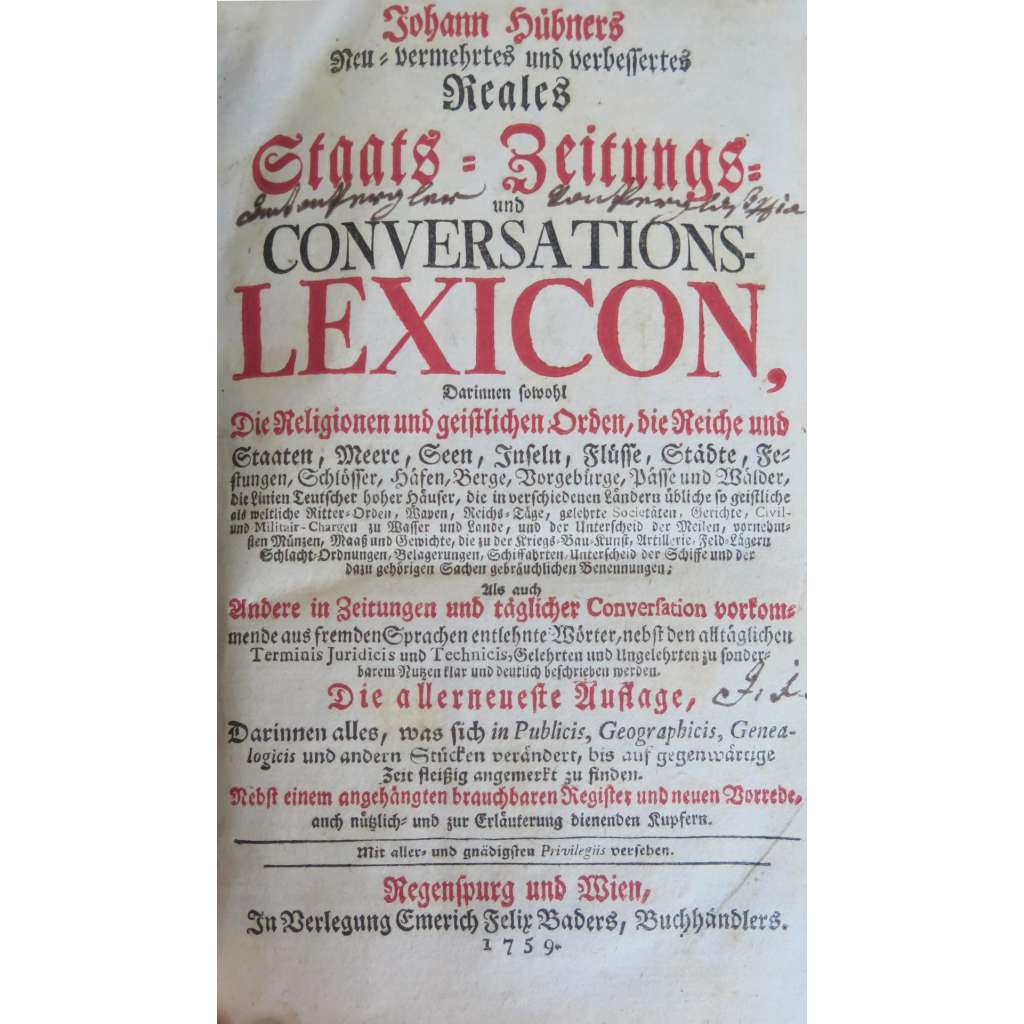 Johann Hübners
Neu-vermehrtes und verbessertes
Reales
Staats-Zeitungs-
und
CONVERSATIONS-
LEXICON,
Darinnen sowohl
Die Religionen und geistlichen Orden, die Reiche und
Staaten, Meere, Seen, Inseln, Flüsse, Städte, Fe-
stungen, Schlösser, Häfen, Berge, Vorgebürge, Pässe und Wälder,
die Linien Teutscher hoher Häuser, die in verschiedenen Ländern übliche so geistliche
als weltliche Ritter-Orden, Wapen, Reichs-Täge, gelehrte Societäten, Gerichte, Civil-
und Militair-Chargen zu Wasser und Lande, und der Unterscheid der Meilen, vornehm-
sten Münzen, Maaß und Gewichte, die zu der Kriegs-Bau-Kunst, Artillerie, Feld-Lägern
Schlacht-Ordnungen, Belagerungen, Schiffahrten, Unterscheid der Schiffe und der
dazu gehörigen Sachen gebräuchlichen Benennungen;
Als auch
Andere in Zeitungen und täglicher Conversation vorkom-
mende aus fremden Sprachen entlehnte Wörter, nebst den alltäglichen
Terminis Juridicis und Technicis, Gelehrten und Ungelehrten zu sonder-
barem Nutzen klar und deutlich beschrieben werden.
Die allerneueste Auflage,
Darinnen alles, was sich in Publicis, Geographicis, Genea-
logicis und andern Stücken verändert, bis auf gegenwärtige
Zeit fleißig angemerkt zu finden.
Nebst einem angehängten brauchbaren Register und neuen Vorrede,
auch nützlich- und zur Erläuterung dienenden Kupfern.
Mit aller- und gnädigsten Privilegiis versehen.
Regenspurg und Wien,
In Verlegung Emerich Felix Baders, Buchhändlers.
1759.